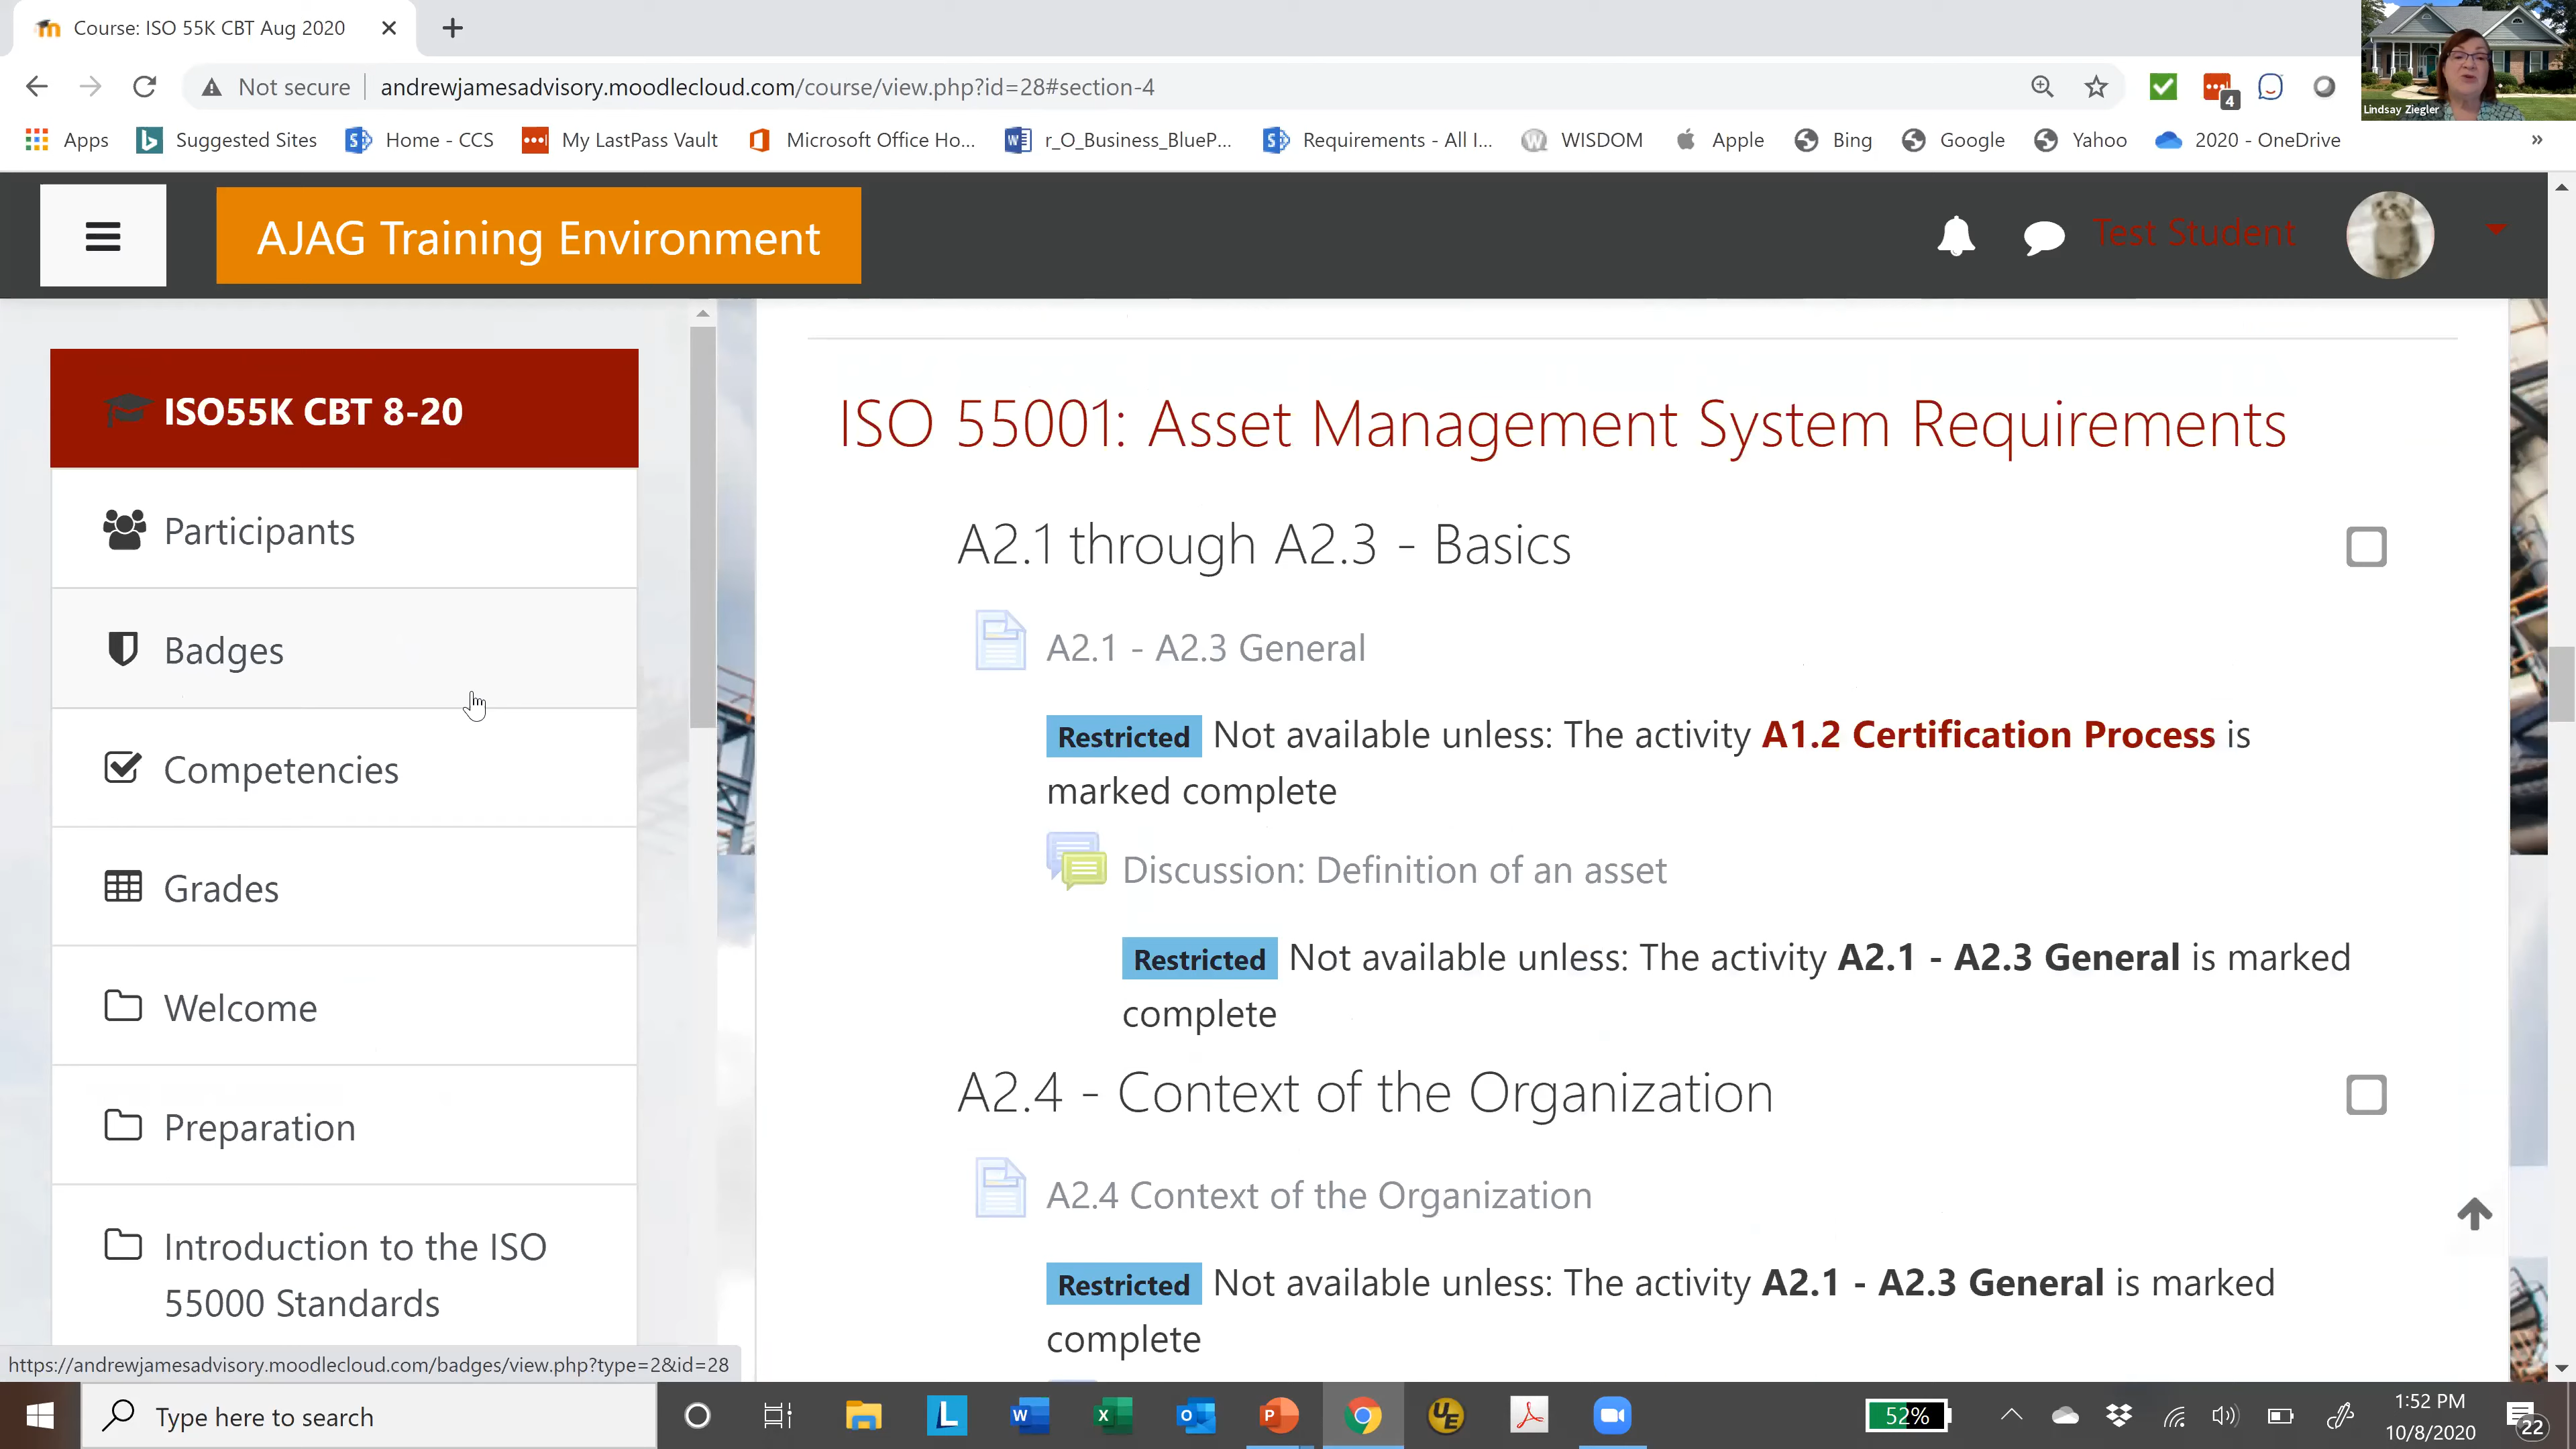 Course: ISO 55K CBT Aug 2020
Not secure
andrewjamesadvisory.moodlecloud.com/course/view.php?id=28#section-4
4
Lindsay Ziegler
Apps
Suggested Sites
Home - CCS
My LastPass Vault
Microsoft Office Ho...
r_O_Business_BlueP...
Requirements - All I...
WISDOM
Apple
Bing
Google
Yahoo
2020 - OneDrive
»
AJAG Training Environment
Test Student
ISO55K CBT 8-20
Participants
Badges
Competencies
Grades
Welcome
Preparation
Introduction to the ISO
55000 Standards
https://andrewjamesadvisory.moodlecloud.com/badges/view.php?type=2&id=28
ISO 55001: Asset Management System Requirements
A2.1 through A2.3 - Basics
A2.1 - A2.3 General
Restricted Not available unless: The activity A1.2 Certification Process is
marked complete
Discussion: Definition of an asset
Restricted Not available unless: The activity A2.1 - A2.3 General is marked
complete
A2.4 - Context of the Organization
A2.4 Context of the Organization
Restricted Not available unless: The activity A2.1 - A2.3 General is marked
complete
Type here to search
52%
1:52 PM
10/8/2020
22